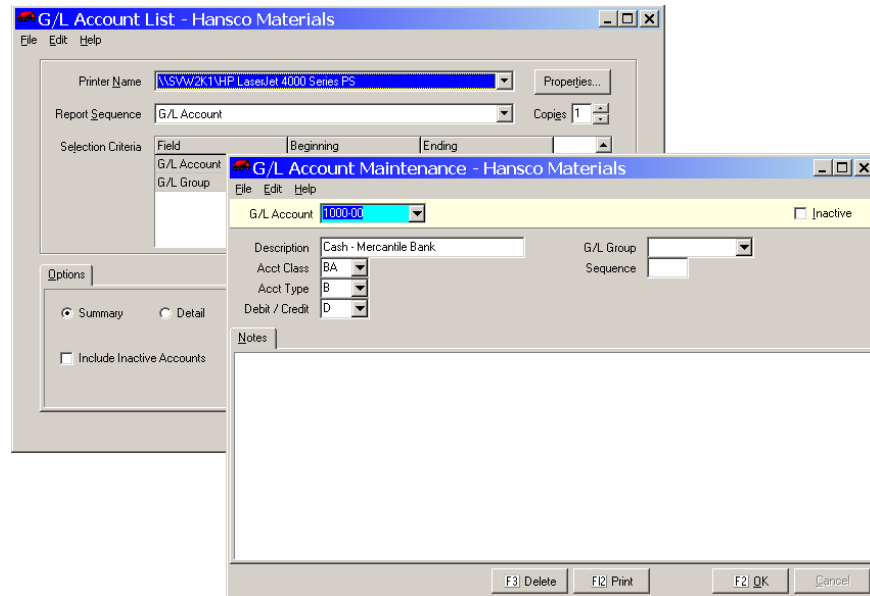 G/L Account List - Hansco Materials
File Edit Help
Printer Name \\SVW2K1\HP LaserJet 4000 Series PS Properties...
Report Sequence G/L Account Copies 1
Selection Criteria Field Beginning Ending
G/L Account
G/L Group
Options
Summary Detail
Include Inactive Accounts
G/L Account Maintenance - Hansco Materials
File Edit Help
G/L Account 1000-00 Inactive
Description Cash - Mercantile Bank G/L Group
Acct Class BA Sequence
Acct Type B
Debit / Credit D
Notes
F3 Delete F12 Print F2 OK Cancel